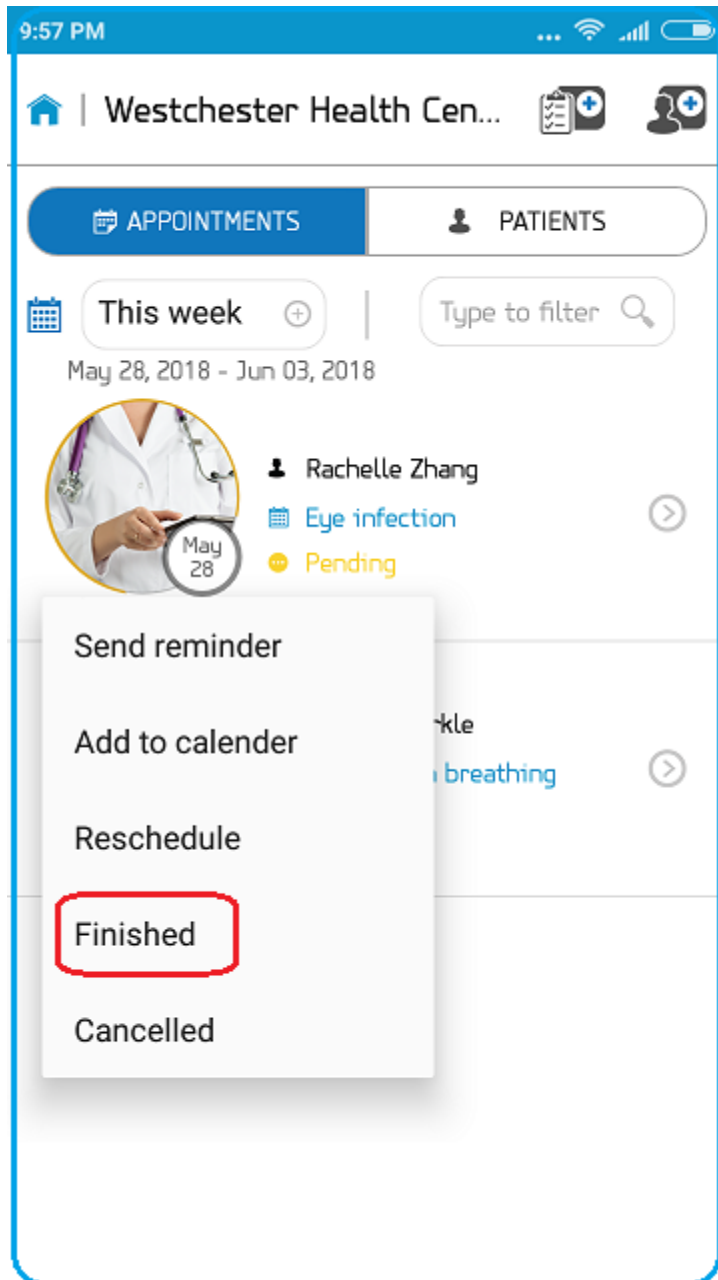 9:57 PM
Westchester Health Cen...
APPOINTMENTS
PATIENTS
This week
Type to filter
May 28, 2018 - Jun 03, 2018
Rachelle Zhang
Eye infection
May
28
Pending
Send reminder
Add to calender
breathing
Reschedule
Finished
Cancelled